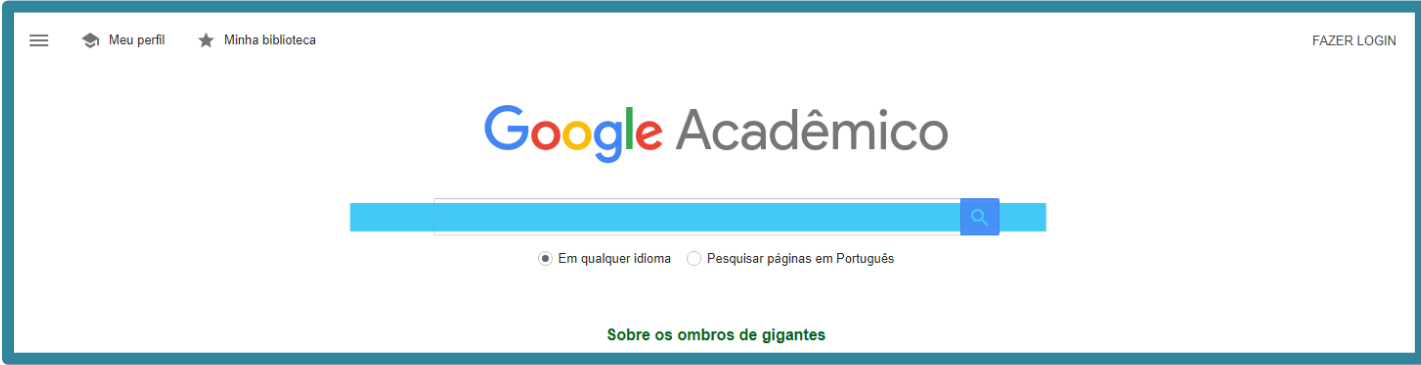 Meu perfil Minha biblioteca FAZER LOGIN
Google Acadêmico
Em qualquer idioma Pesquisar páginas em Português
Sobre os ombros de gigantes